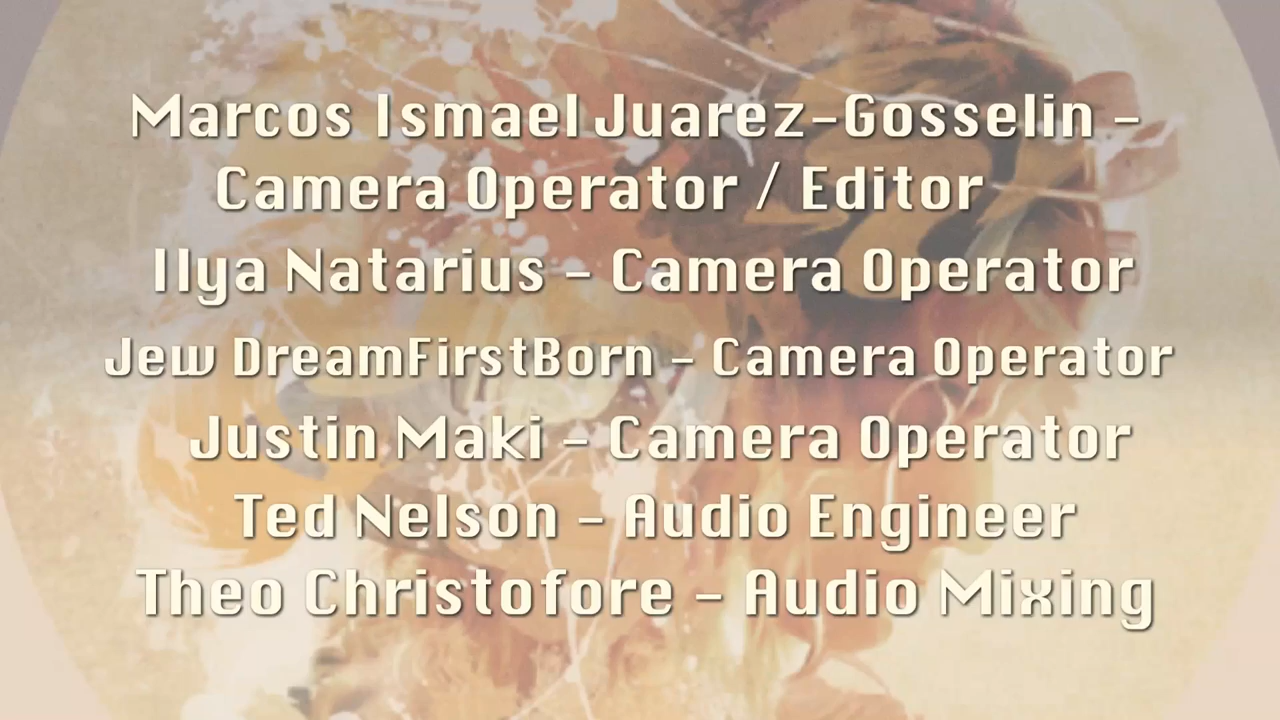 Marcos Ismael Juarez-Gosselin -
Camera Operator / Editor
Ilya Natarius - Camera Operator
Jew DreamFirstBorn - Camera Operator
Justin Maki - Camera Operator
Ted Nelson - Audio Engineer
Theo Christofore - Audio Mixing